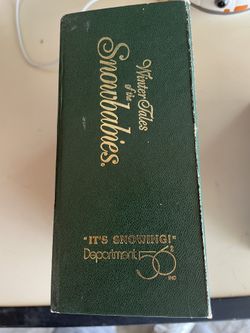 Winter Tales
of the
Snowbabies®
"IT'S SNOWING!"
Department 56®
INC